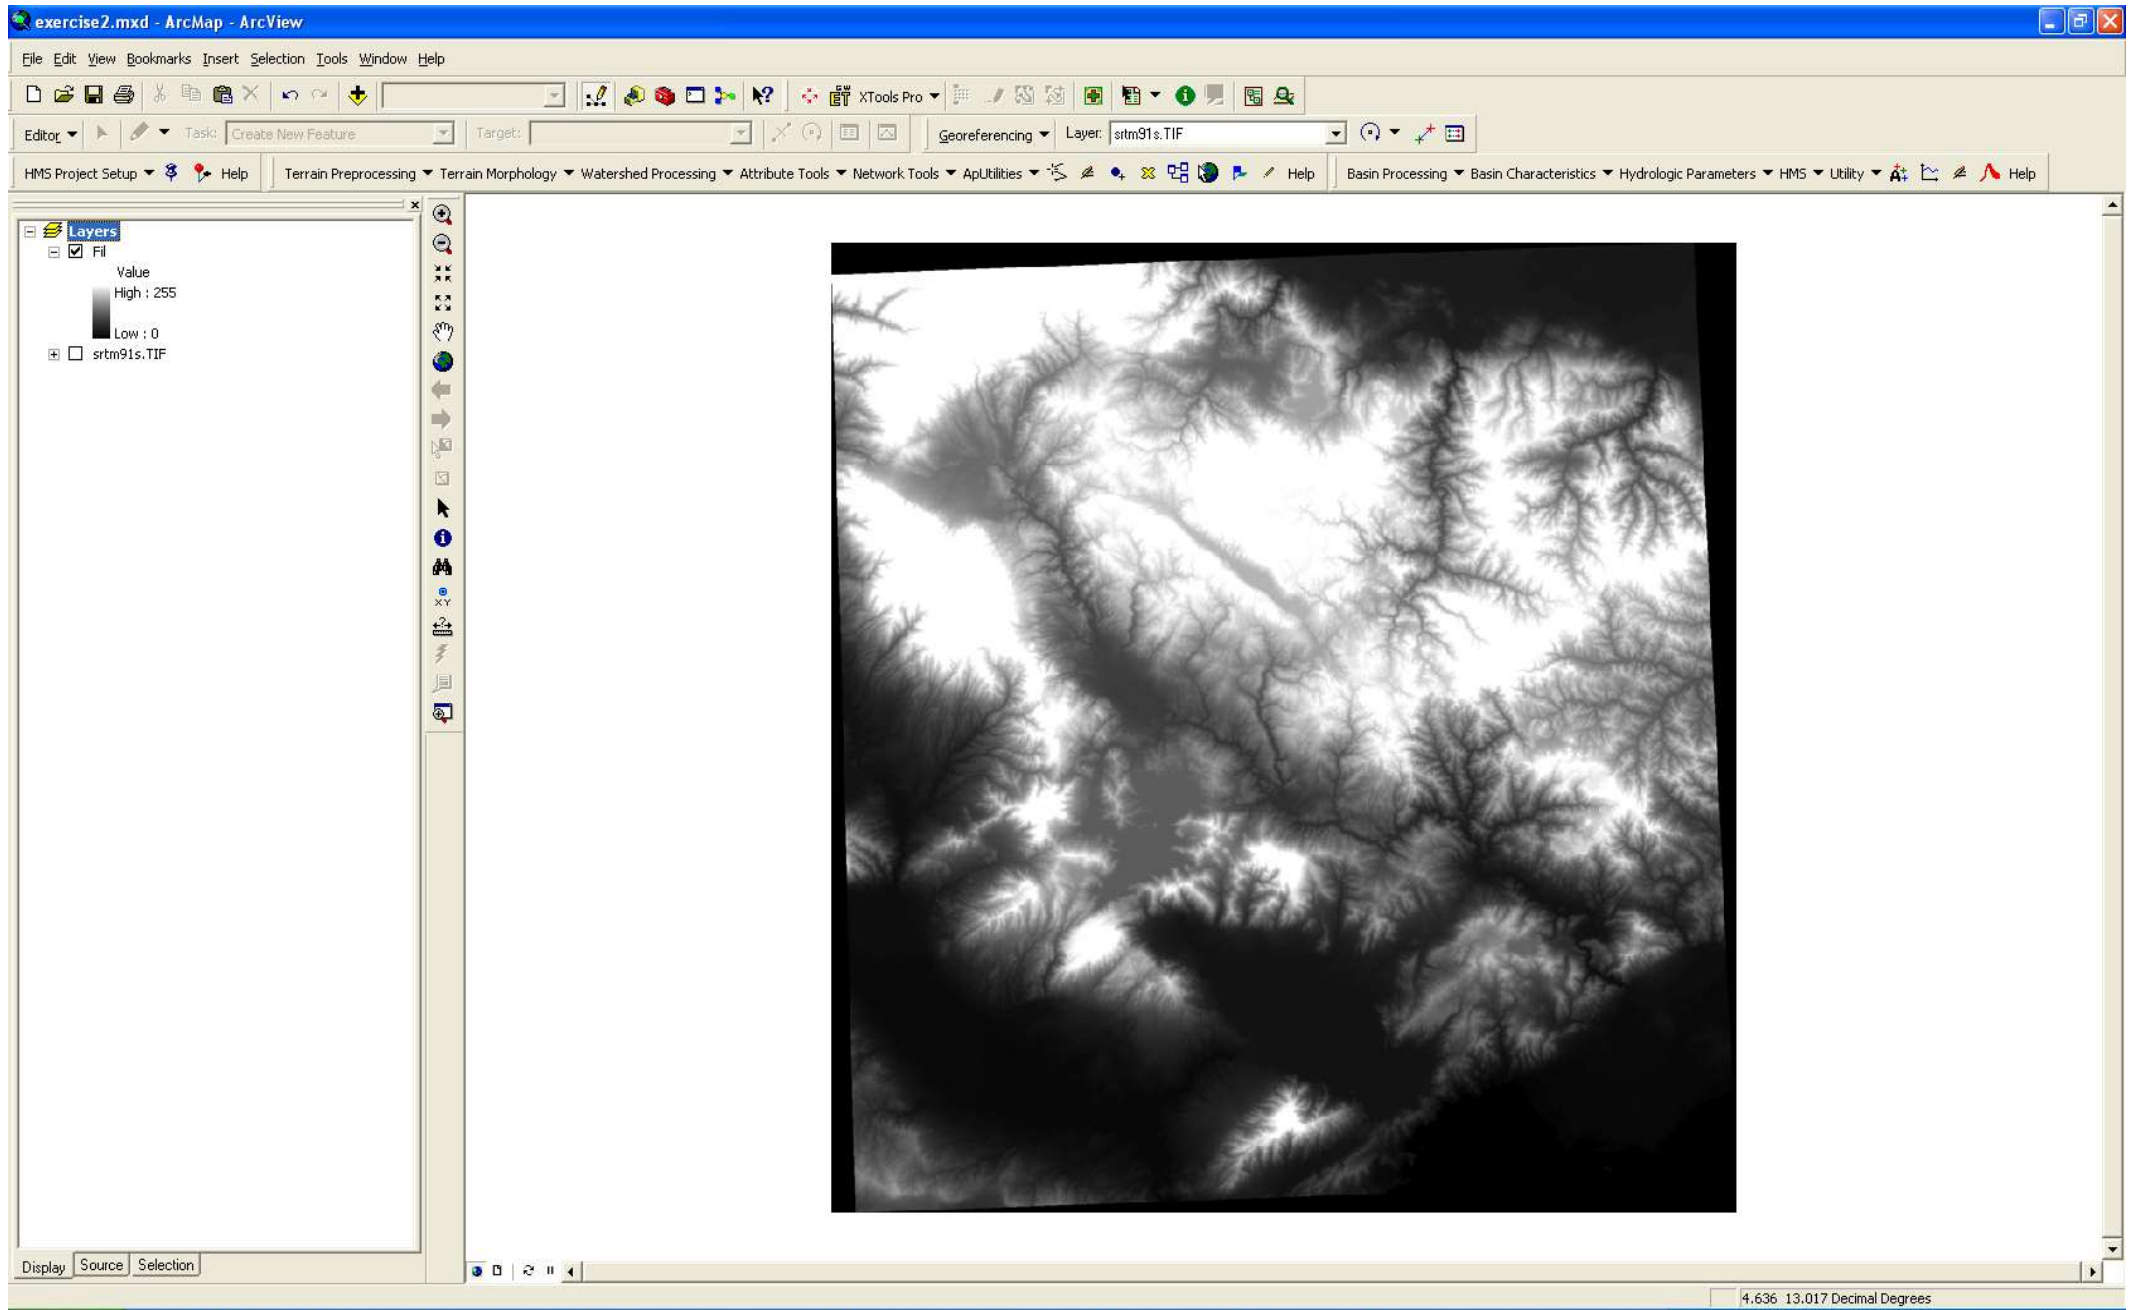 exercise2.mxd - ArcMap - ArcView
File Edit View Bookmarks Insert Selection Tools Window Help
XTools Pro
Editor Task: Create New Feature Target: Georeferencing Layer: srtm91s.TIF
HMS Project Setup Help Terrain Preprocessing Terrain Morphology Watershed Processing Attribute Tools Network Tools ApUtilities Help Basin Processing Basin Characteristics Hydrologic Parameters HMS Utility Help
Layers
Fil
Value
High : 255
Low : 0
srtm91s.TIF
XY
Display Source Selection
4.636 13.017 Decimal Degrees